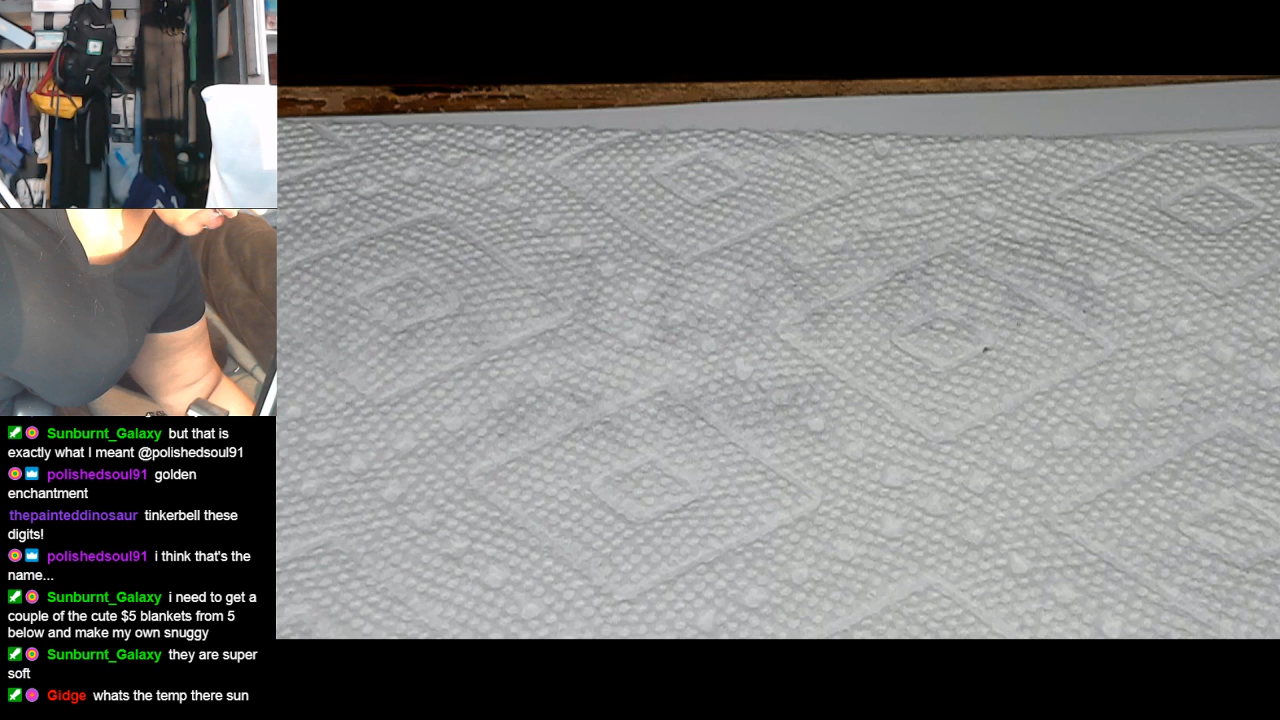 Sunburnt_Galaxy but that is
exactly what I meant @polishedsoul91
polishedsoul91 golden
enchantment
thepainteddinosaur tinkerbell these
digits!
polishedsoul91 i think that's the
name...
Sunburnt_Galaxy i need to get a
couple of the cute $5 blankets from 5
below and make my own snuggy
Sunburnt_Galaxy they are super
soft
Gidge whats the temp there sun